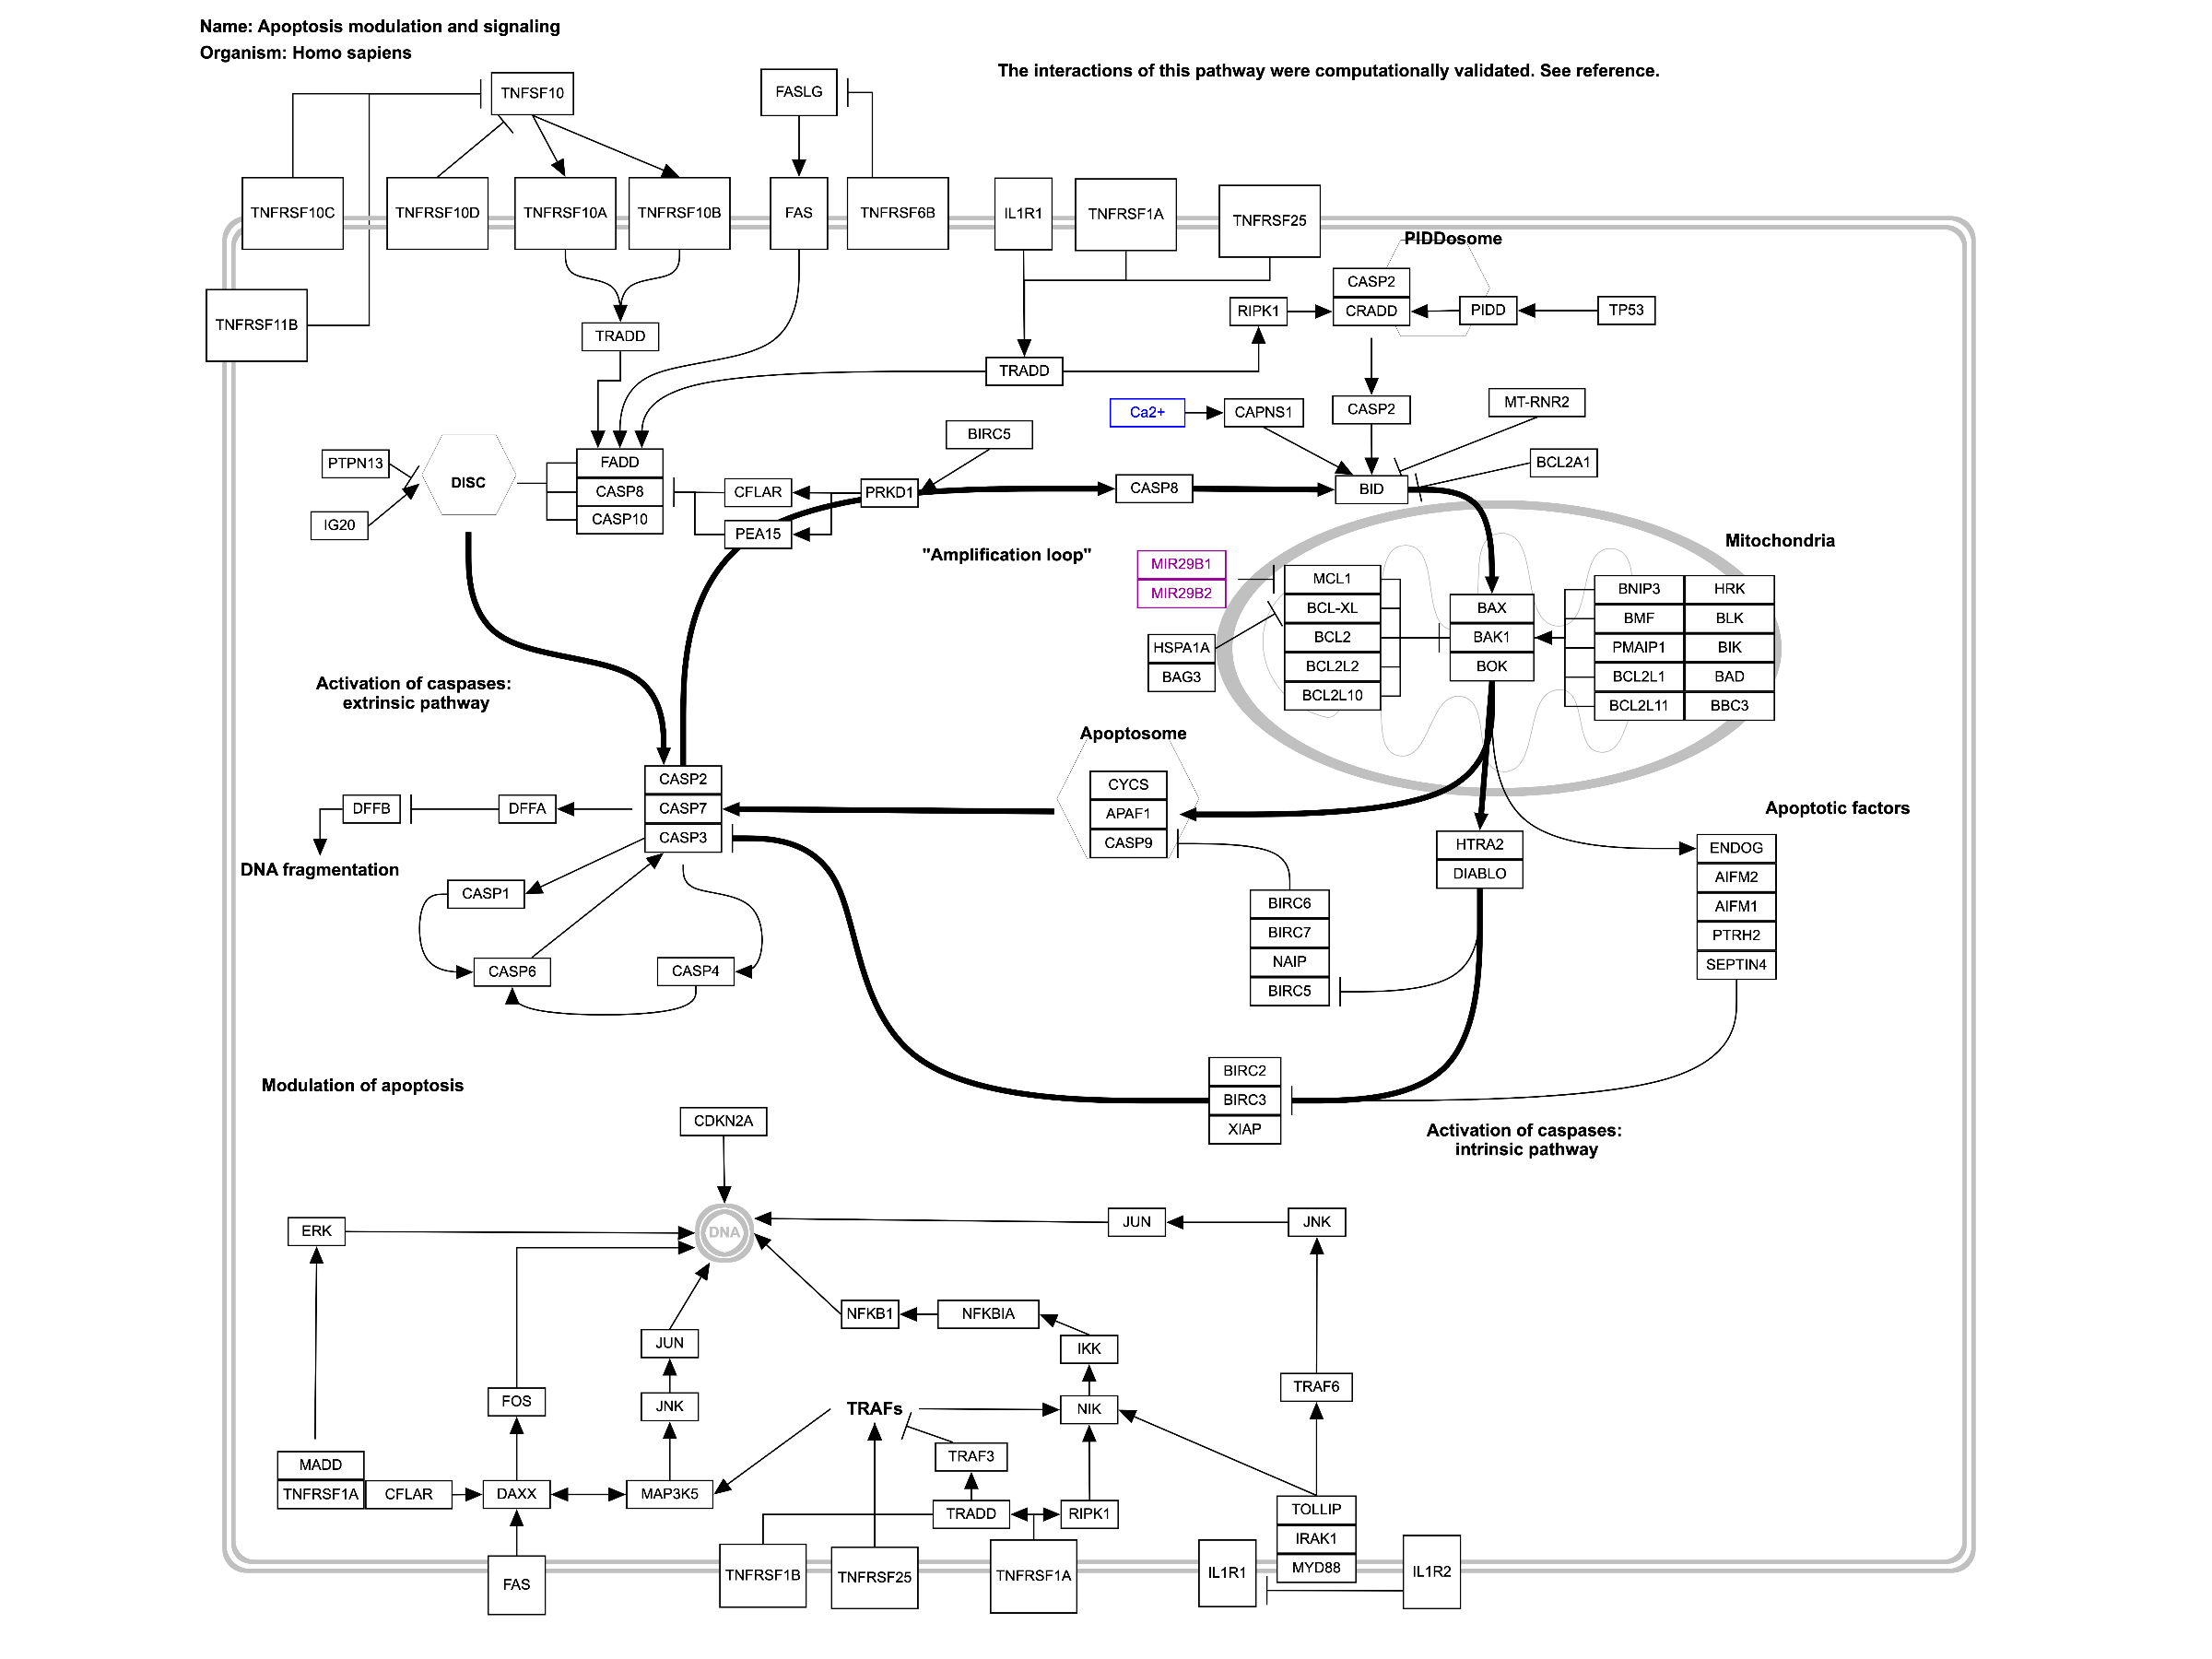 Name: Apoptosis modulation and signaling
Organism: Homo sapiens
The interactions of this pathway were computationally validated. See reference.
TNFSF10
FASLG
TNFRSF10C
TNFRSF10D
TNFRSF10A
TNFRSF10B
FAS
TNFRSF6B
IL1R1
TNFRSF1A
TNFRSF25
PIDDosome
CASP2
CRADD
RIPK1
PIDD
TP53
TNFRSF11B
TRADD
TRADD
Ca2+
CAPNS1
CASP2
MT-RNR2
BIRC5
BCL2A1
PTPN13
DISC
IG20
FADD
CASP8
CASP10
CFLAR
PRKD1
PEA15
CASP8
BID
"Amplification loop"
Mitochondria
MIR29B1
MIR29B2
MCL1
BCL-XL
BCL2
BCL2L2
BCL2L10
BAX
BAK1
BOK
BNIP3
HRK
BMF
BLK
PMAIP1
BIK
BCL2L1
BAD
BCL2L11
BBC3
HSPA1A
BAG3
Activation of caspases:
extrinsic pathway
Apoptosome
CYCS
APAF1
CASP9
CASP2
CASP7
CASP3
DFFB
DFFA
DNA fragmentation
Apoptotic factors
HTRA2
DIABLO
ENDOG
AIFM2
AIFM1
PTRH2
SEPTIN4
CASP1
CASP6
CASP4
BIRC6
BIRC7
NAIP
BIRC5
BIRC2
BIRC3
XIAP
Modulation of apoptosis
Activation of caspases:
intrinsic pathway
CDKN2A
ERK
DNA
JUN
JNK
NFKB1
NFKBIA
JUN
IKK
FOS
JNK
TRAFs
NIK
TRAF6
TRAF3
MADD
TNFRSF1A
CFLAR
DAXX
MAP3K5
TRADD
RIPK1
TOLLIP
IRAK1
MYD88
FAS
TNFRSF1B
TNFRSF25
TNFRSF1A
IL1R1
IL1R2